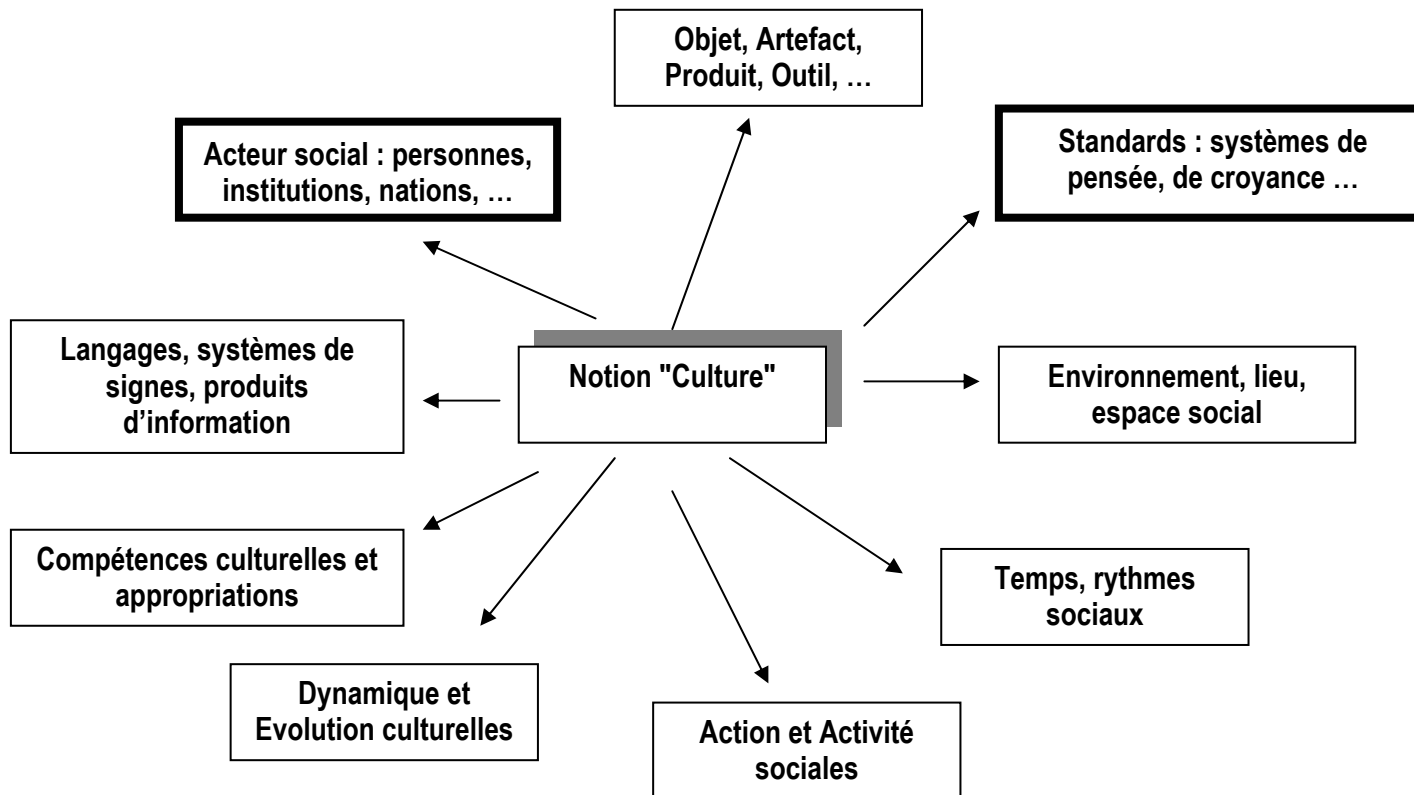 Objet, Artefact,
Produit, Outil, …
Acteur social : personnes,
institutions, nations, …
Standards : systèmes de
pensée, de croyance …
Langages, systèmes de
signes, produits
d’information
Notion "Culture"
Environnement, lieu,
espace social
Compétences culturelles et
appropriations
Temps, rythmes
sociaux
Dynamique et
Evolution culturelles
Action et Activité
sociales